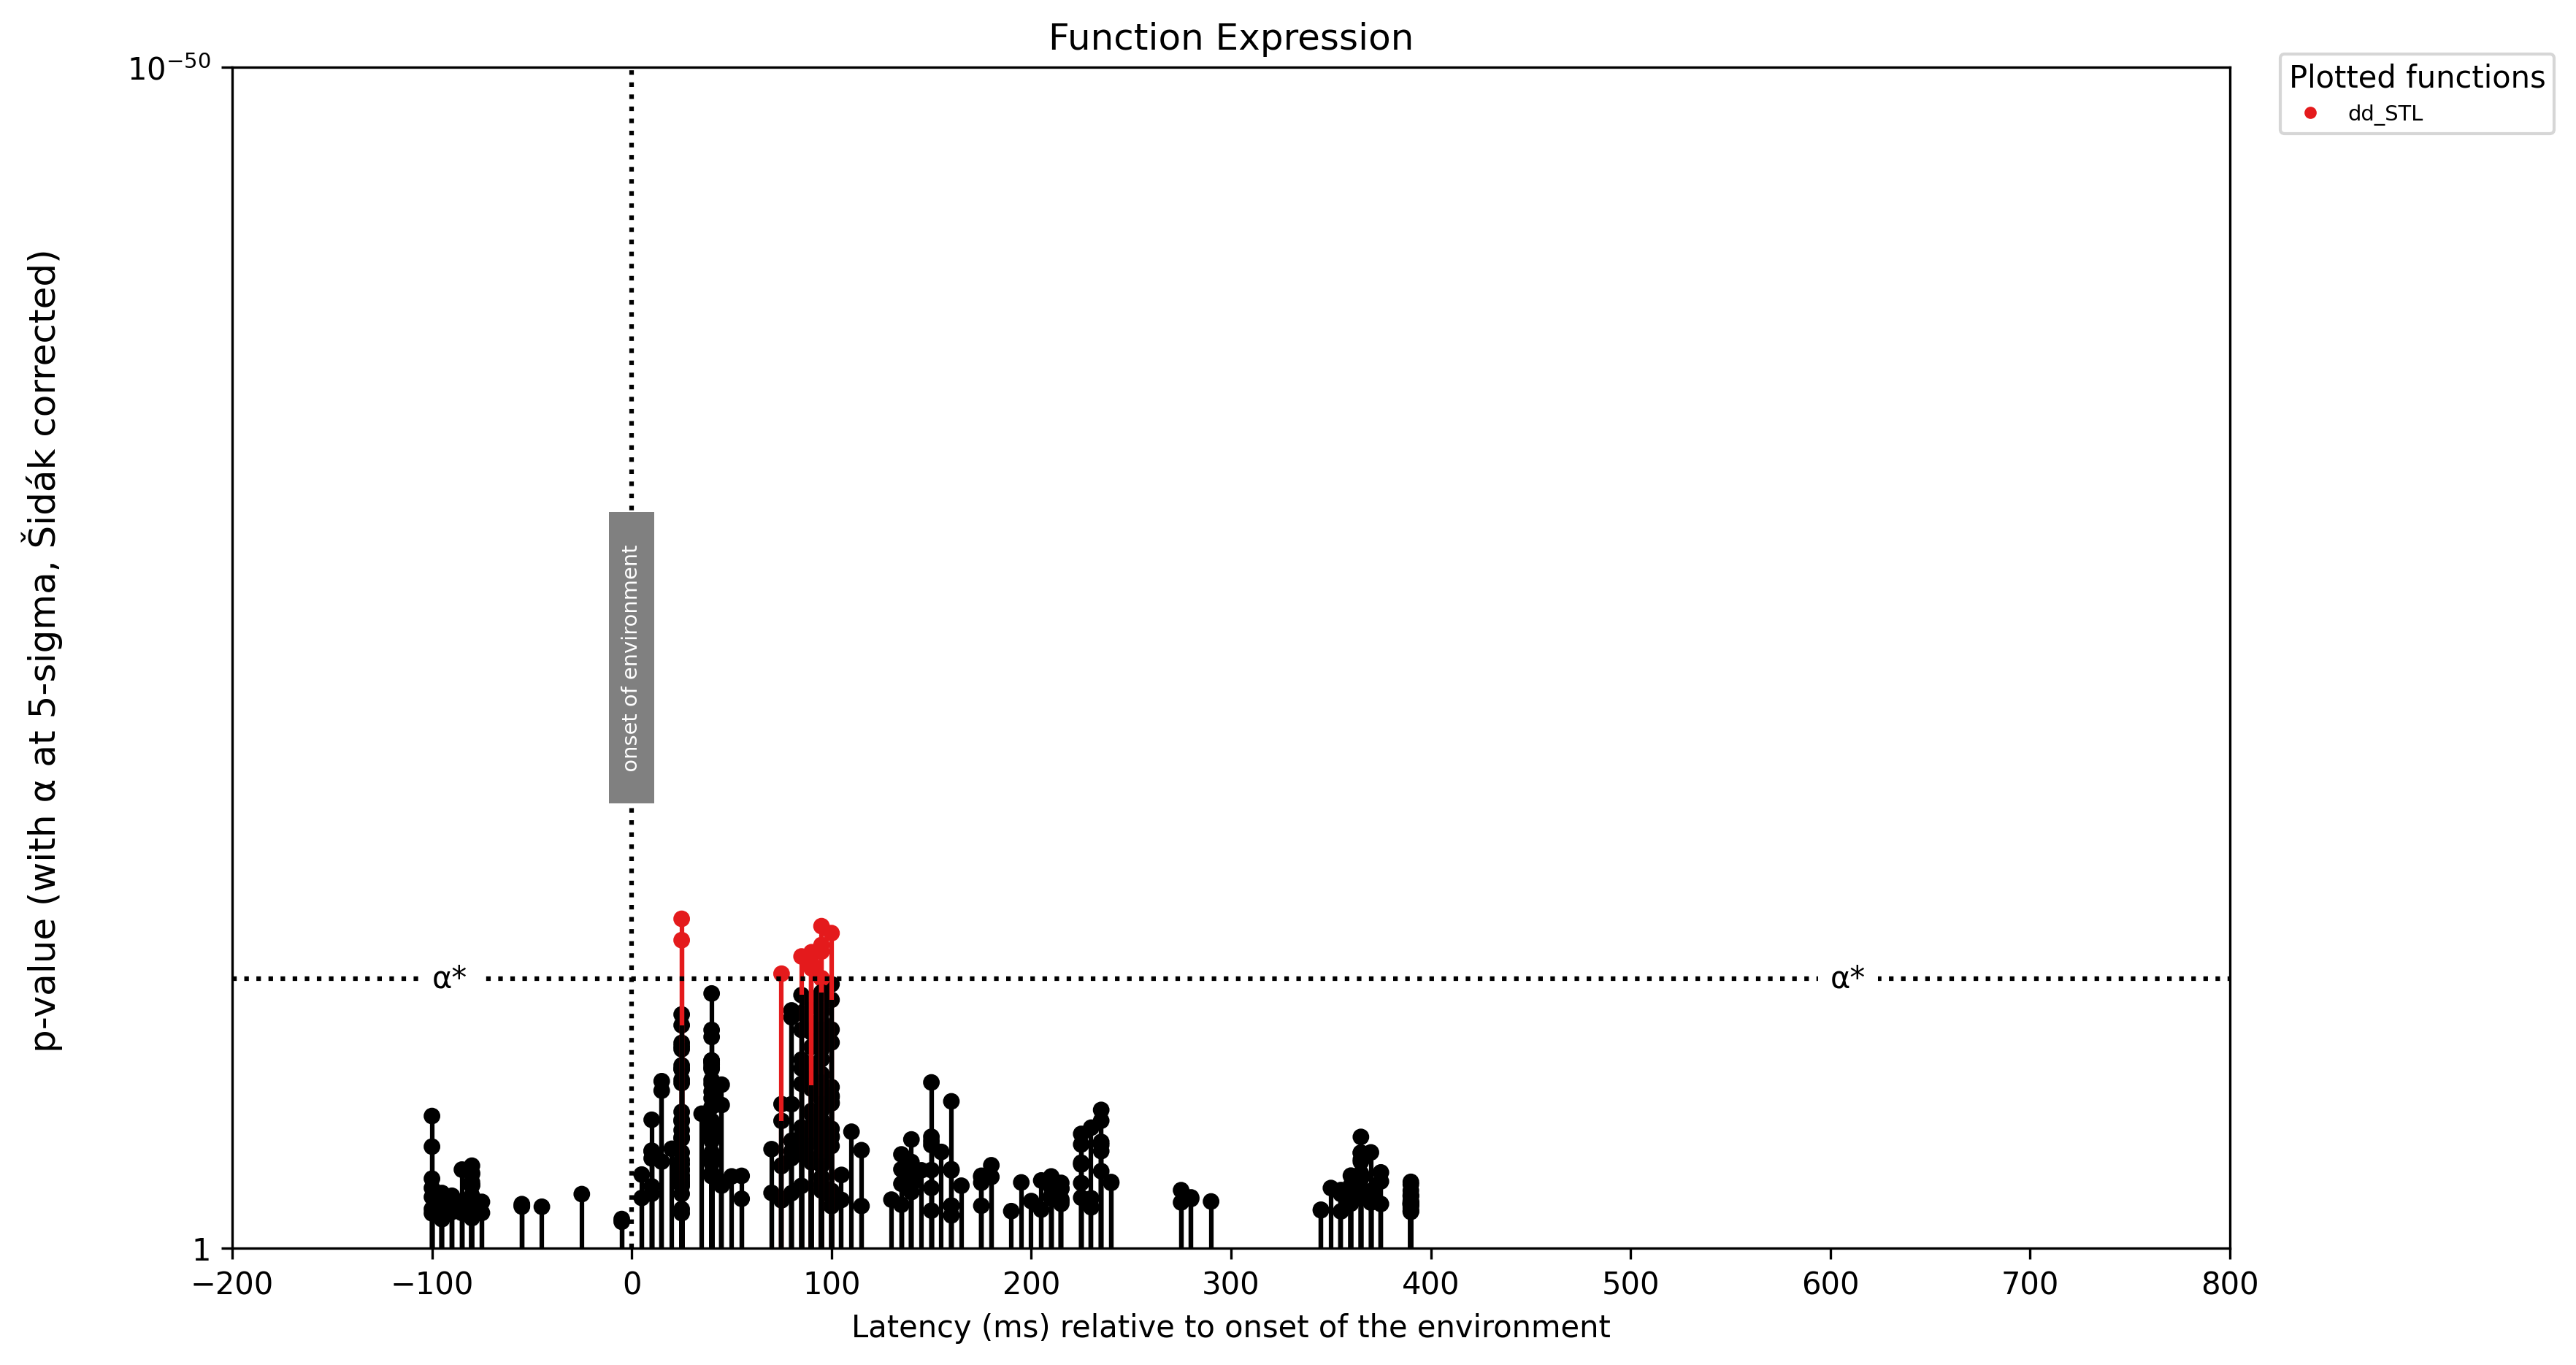 Function Expression
10⁻⁵⁰
1
p-value (with α at 5-sigma, Šidák corrected)
onset of environment
α*
α*
−200
−100
0
100
200
300
400
500
600
700
800
Latency (ms) relative to onset of the environment
Plotted functions
dd_STL